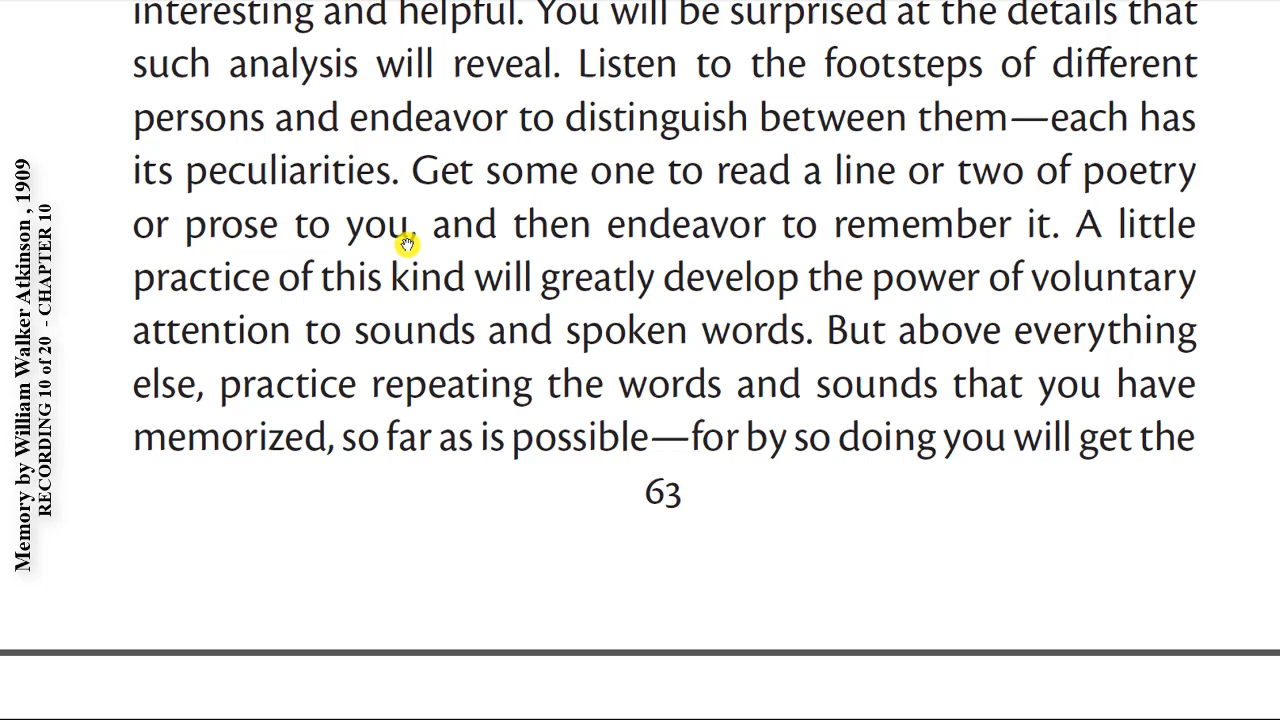 interesting and helpful. You will be surprised at the details that
such analysis will reveal. Listen to the footsteps of different
persons and endeavor to distinguish between them—each has
its peculiarities. Get some one to read a line or two of poetry
or prose to you, and then endeavor to remember it. A little
practice of this kind will greatly develop the power of voluntary
attention to sounds and spoken words. But above everything
else, practice repeating the words and sounds that you have
memorized, so far as is possible—for by so doing you will get the
63
Memory by William Walker Atkinson , 1909
RECORDING 10 of 20 - CHAPTER 10